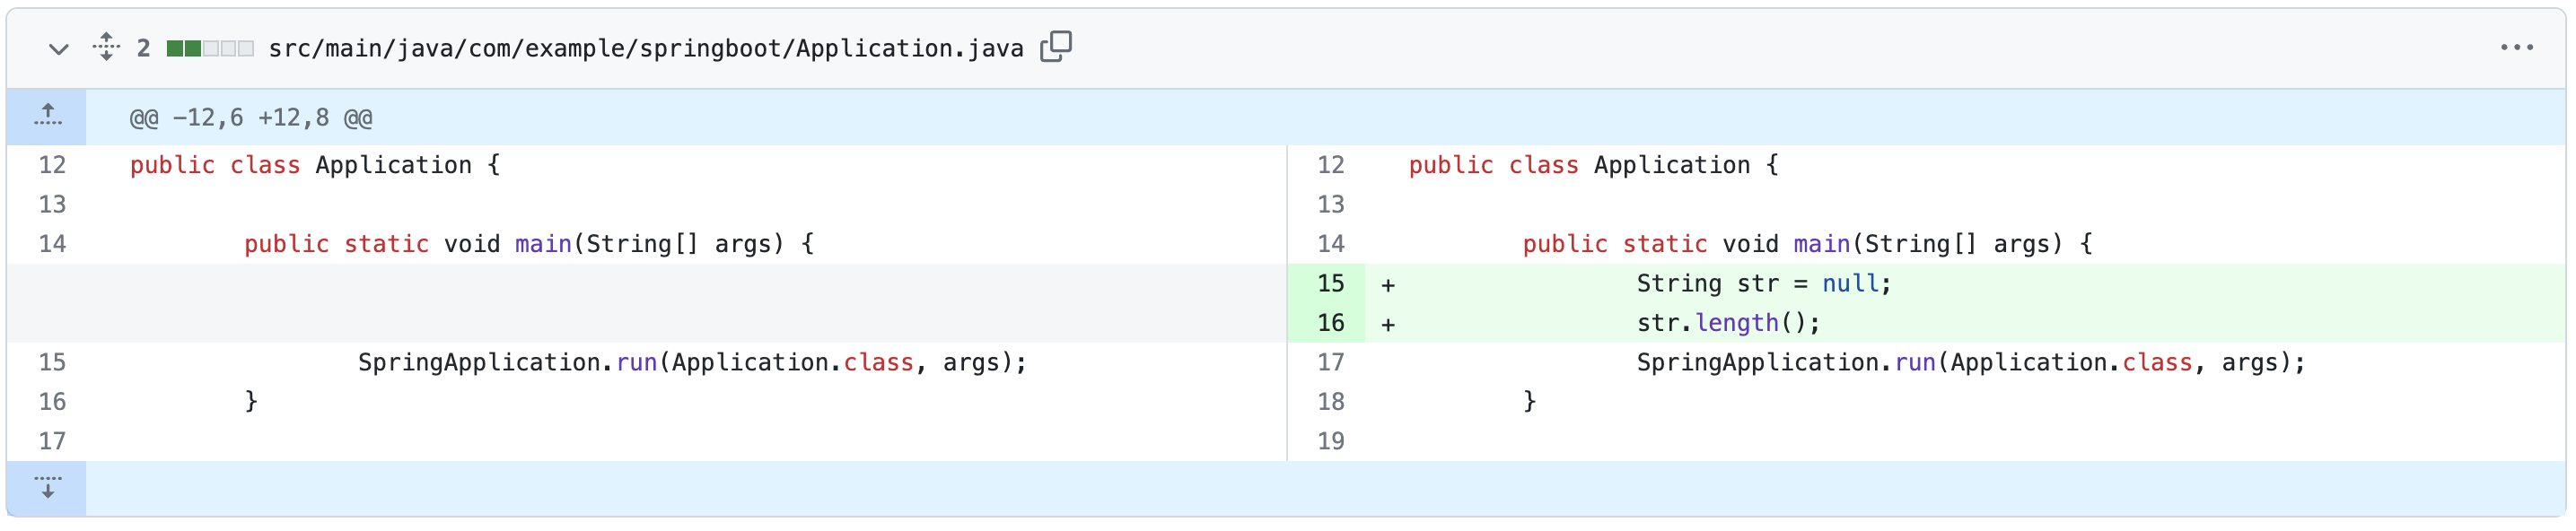 2 src/main/java/com/example/springboot/Application.java
@@ -12,6 +12,8 @@
12 public class Application {
13
14 public static void main(String[] args) {
15 SpringApplication.run(Application.class, args);
16 }
17
12 public class Application {
13
14 public static void main(String[] args) {
15 + String str = null;
16 + str.length();
17 SpringApplication.run(Application.class, args);
18 }
19